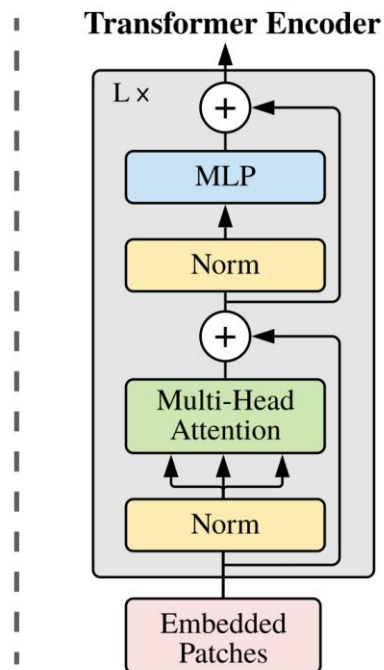 Transformer Encoder
L ×
+
MLP
Norm
+
Multi-Head
Attention
Norm
Embedded
Patches